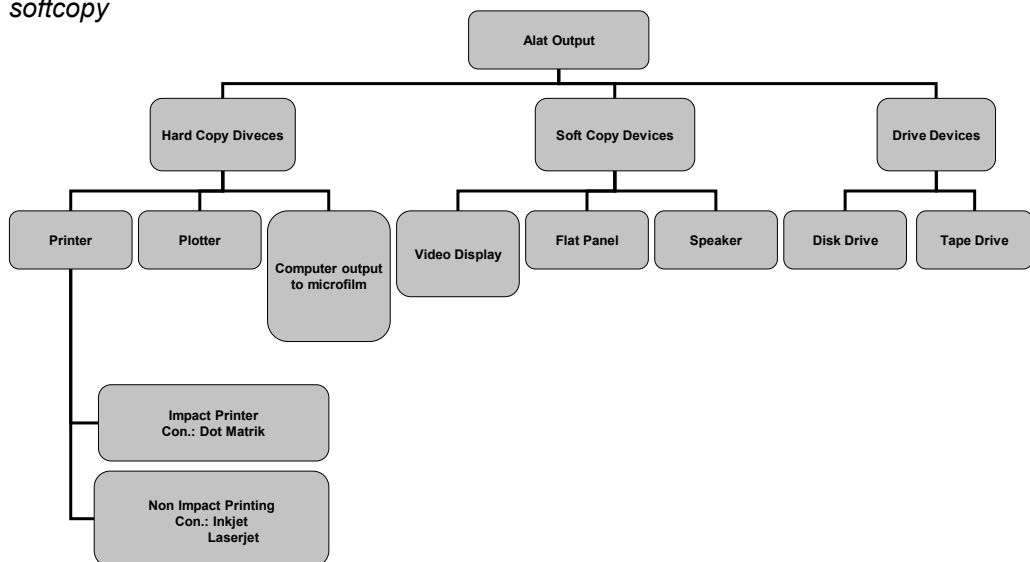 softcopy
Alat Output
Hard Copy Diveces
Soft Copy Devices
Drive Devices
Printer
Plotter
Computer output
to microfilm
Video Display
Flat Panel
Speaker
Disk Drive
Tape Drive
Impact Printer
Con.: Dot Matrik
Non Impact Printing
Con.: Inkjet
Laserjet